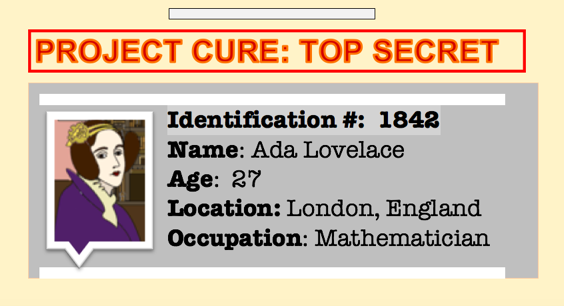 PROJECT CURE: TOP SECRET
Identification #: 1842
Name: Ada Lovelace
Age: 27
Location: London, England
Occupation: Mathematician